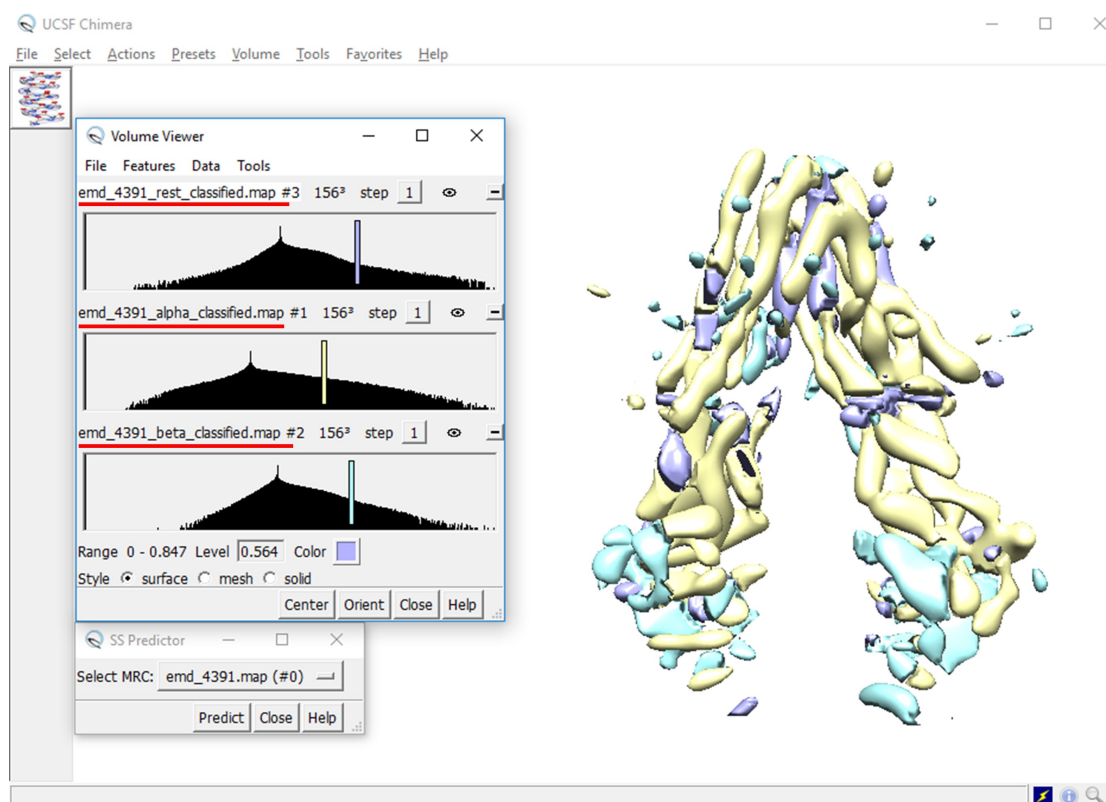 UCSF Chimera
File Select Actions Presets Volume Tools Favorites Help
Volume Viewer
File Features Data Tools
emd_4391_rest_classified.map #3 156³ step 1
emd_4391_alpha_classified.map #1 156³ step 1
emd_4391_beta_classified.map #2 156³ step 1
Range 0 - 0.847 Level 0.564 Color
Style surface mesh solid
Center Orient Close Help
SS Predictor
Select MRC: emd_4391.map (#0)
Predict Close Help